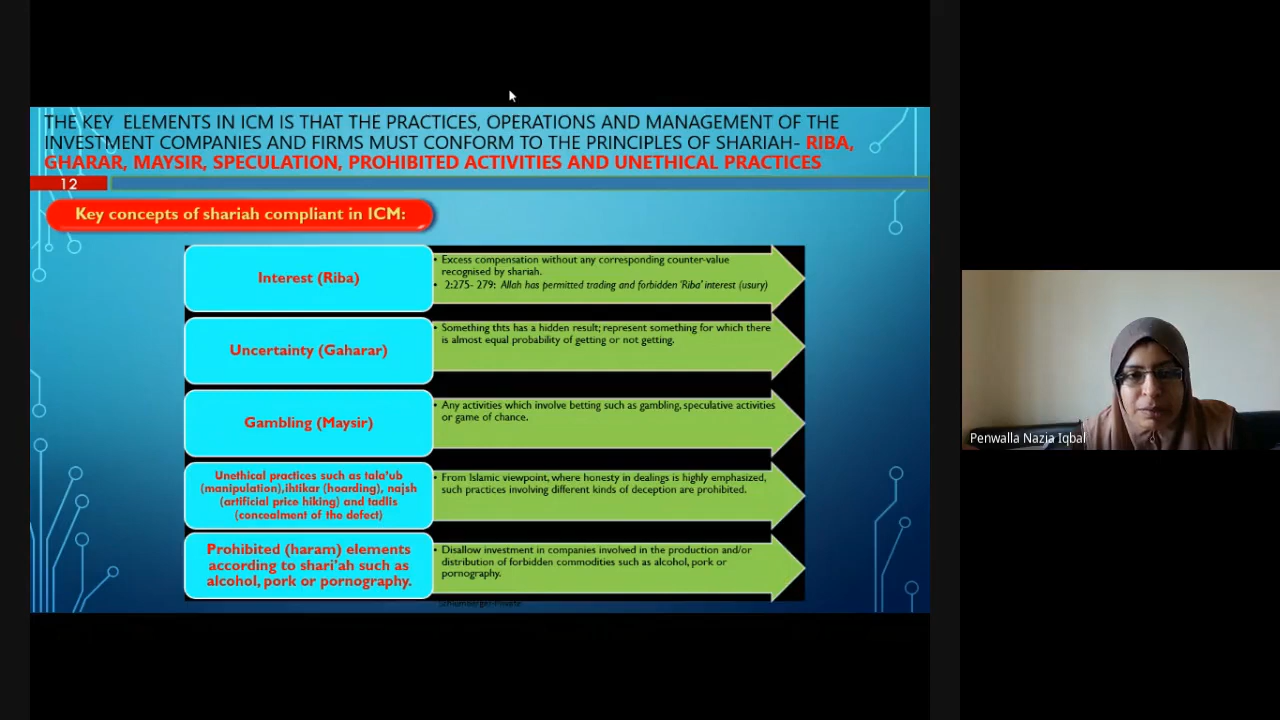 THE KEY ELEMENTS IN ICM IS THAT THE PRACTICES, OPERATIONS AND MANAGEMENT OF THE
INVESTMENT COMPANIES AND FIRMS MUST CONFORM TO THE PRINCIPLES OF SHARIAH- RIBA,
GHARAR, MAYSIR, SPECULATION, PROHIBITED ACTIVITIES AND UNETHICAL PRACTICES
12
Key concepts of shariah compliant in ICM:
Interest (Riba)
• Excess compensation without any corresponding counter-value
recognised by shariah.
• 2:275- 279: Allah has permitted trading and forbidden 'Riba' interest (usury)
Uncertainty (Gaharar)
• Something thts has a hidden result; represent something for which there
is almost equal probability of getting or not getting.
Gambling (Maysir)
• Any activities which involve betting such as gambling, speculative activities
or game of chance.
Unethical practices such as tala'ub
(manipulation),ihtikar (hoarding), najsh
(artificial price hiking) and tadlis
(concealment of the defect)
• From Islamic viewpoint, where honesty in dealings is highly emphasized,
such practices involving different kinds of deception are prohibited.
Prohibited (haram) elements
according to shari'ah such as
alcohol, pork or pornography.
• Disallow investment in companies involved in the production and/or
distribution of forbidden commodities such as alcohol, pork or
pornography.
Schlumberger-Private
Penwalla Nazia Iqbal